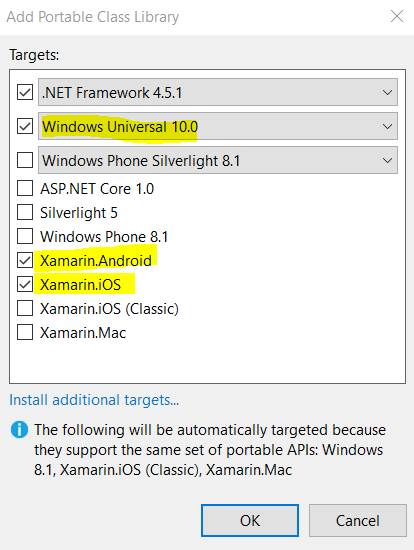 Add Portable Class Library
Targets:
.NET Framework 4.5.1
Windows Universal 10.0
Windows Phone Silverlight 8.1
ASP.NET Core 1.0
Silverlight 5
Windows Phone 8.1
Xamarin.Android
Xamarin.iOS
Xamarin.iOS (Classic)
Xamarin.Mac
Install additional targets...
The following will be automatically targeted because
they support the same set of portable APIs: Windows
8.1, Xamarin.iOS (Classic), Xamarin.Mac
OK
Cancel